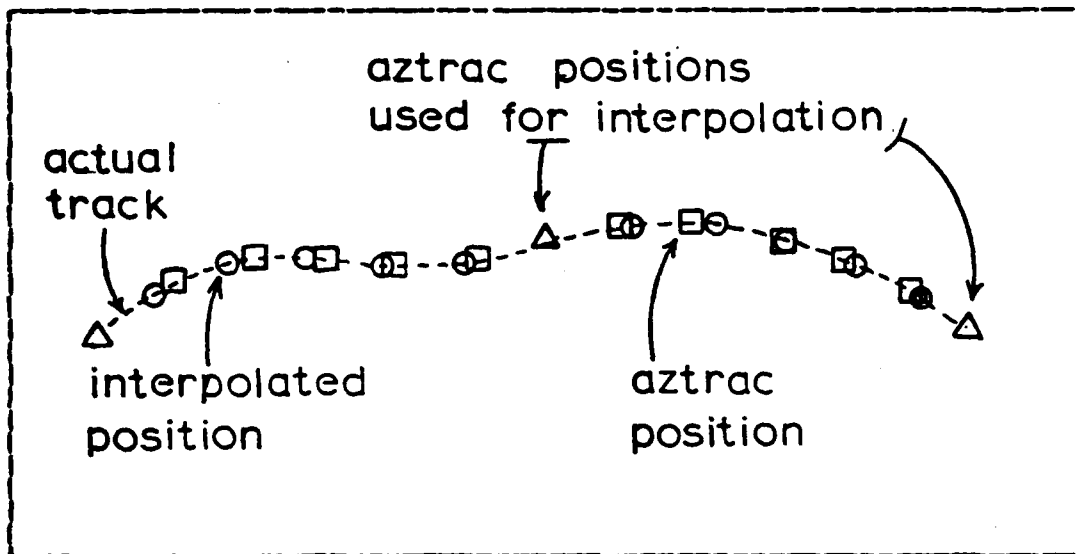 aztrac positions
used for interpolation
actual
track
interpolated
position
aztrac
position